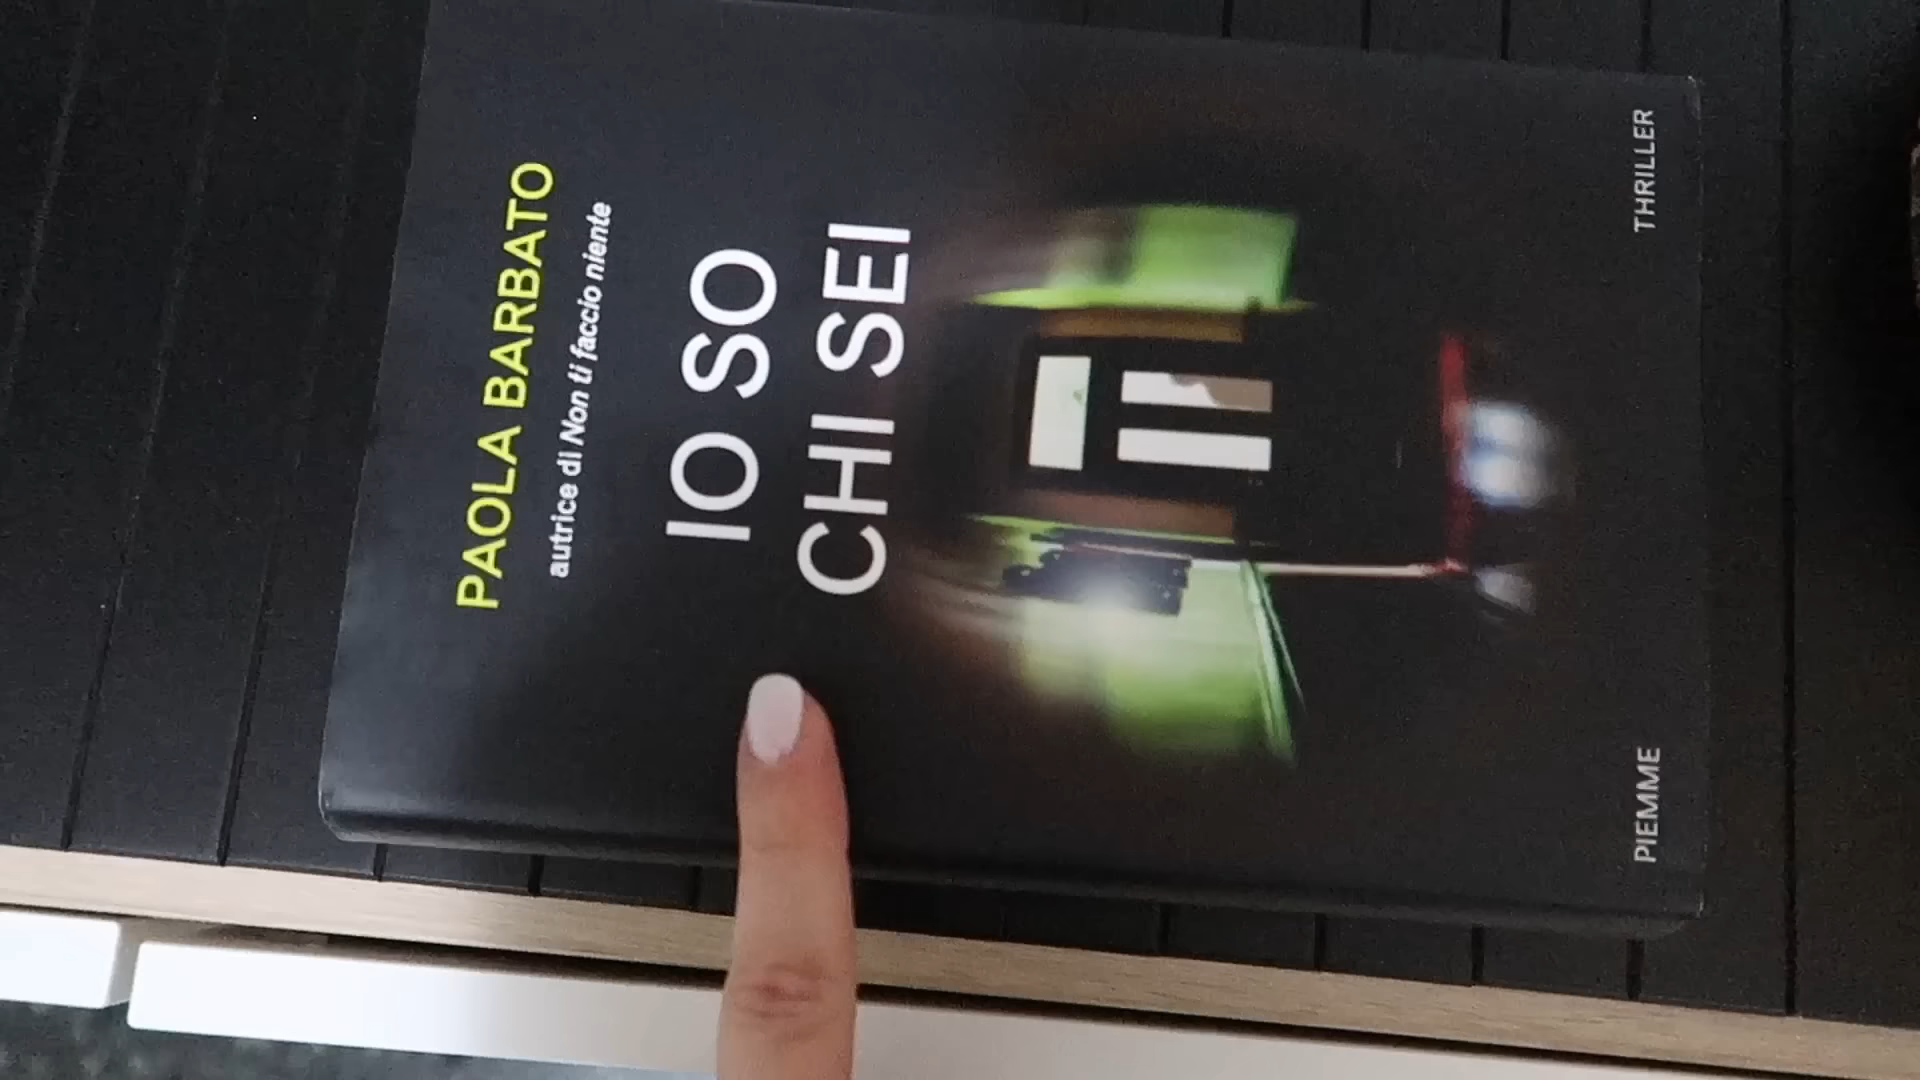 PAOLA BARBATO
autrice di Non ti faccio niente
IO SO
CHI SEI
PIEMME
THRILLER